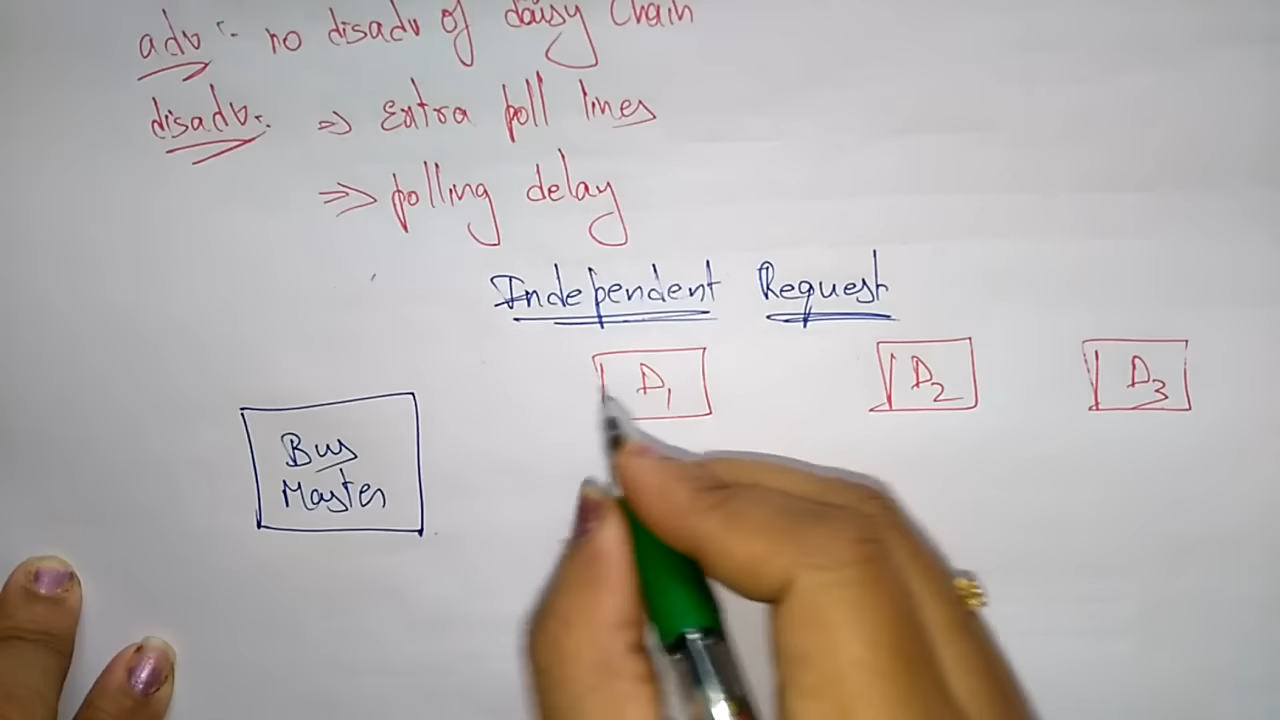 adv :- no disadv of daisy chain
disadv :- => Extra poll lines
=> polling delay
Independent Request
D1 D2 D3
Bus
Master